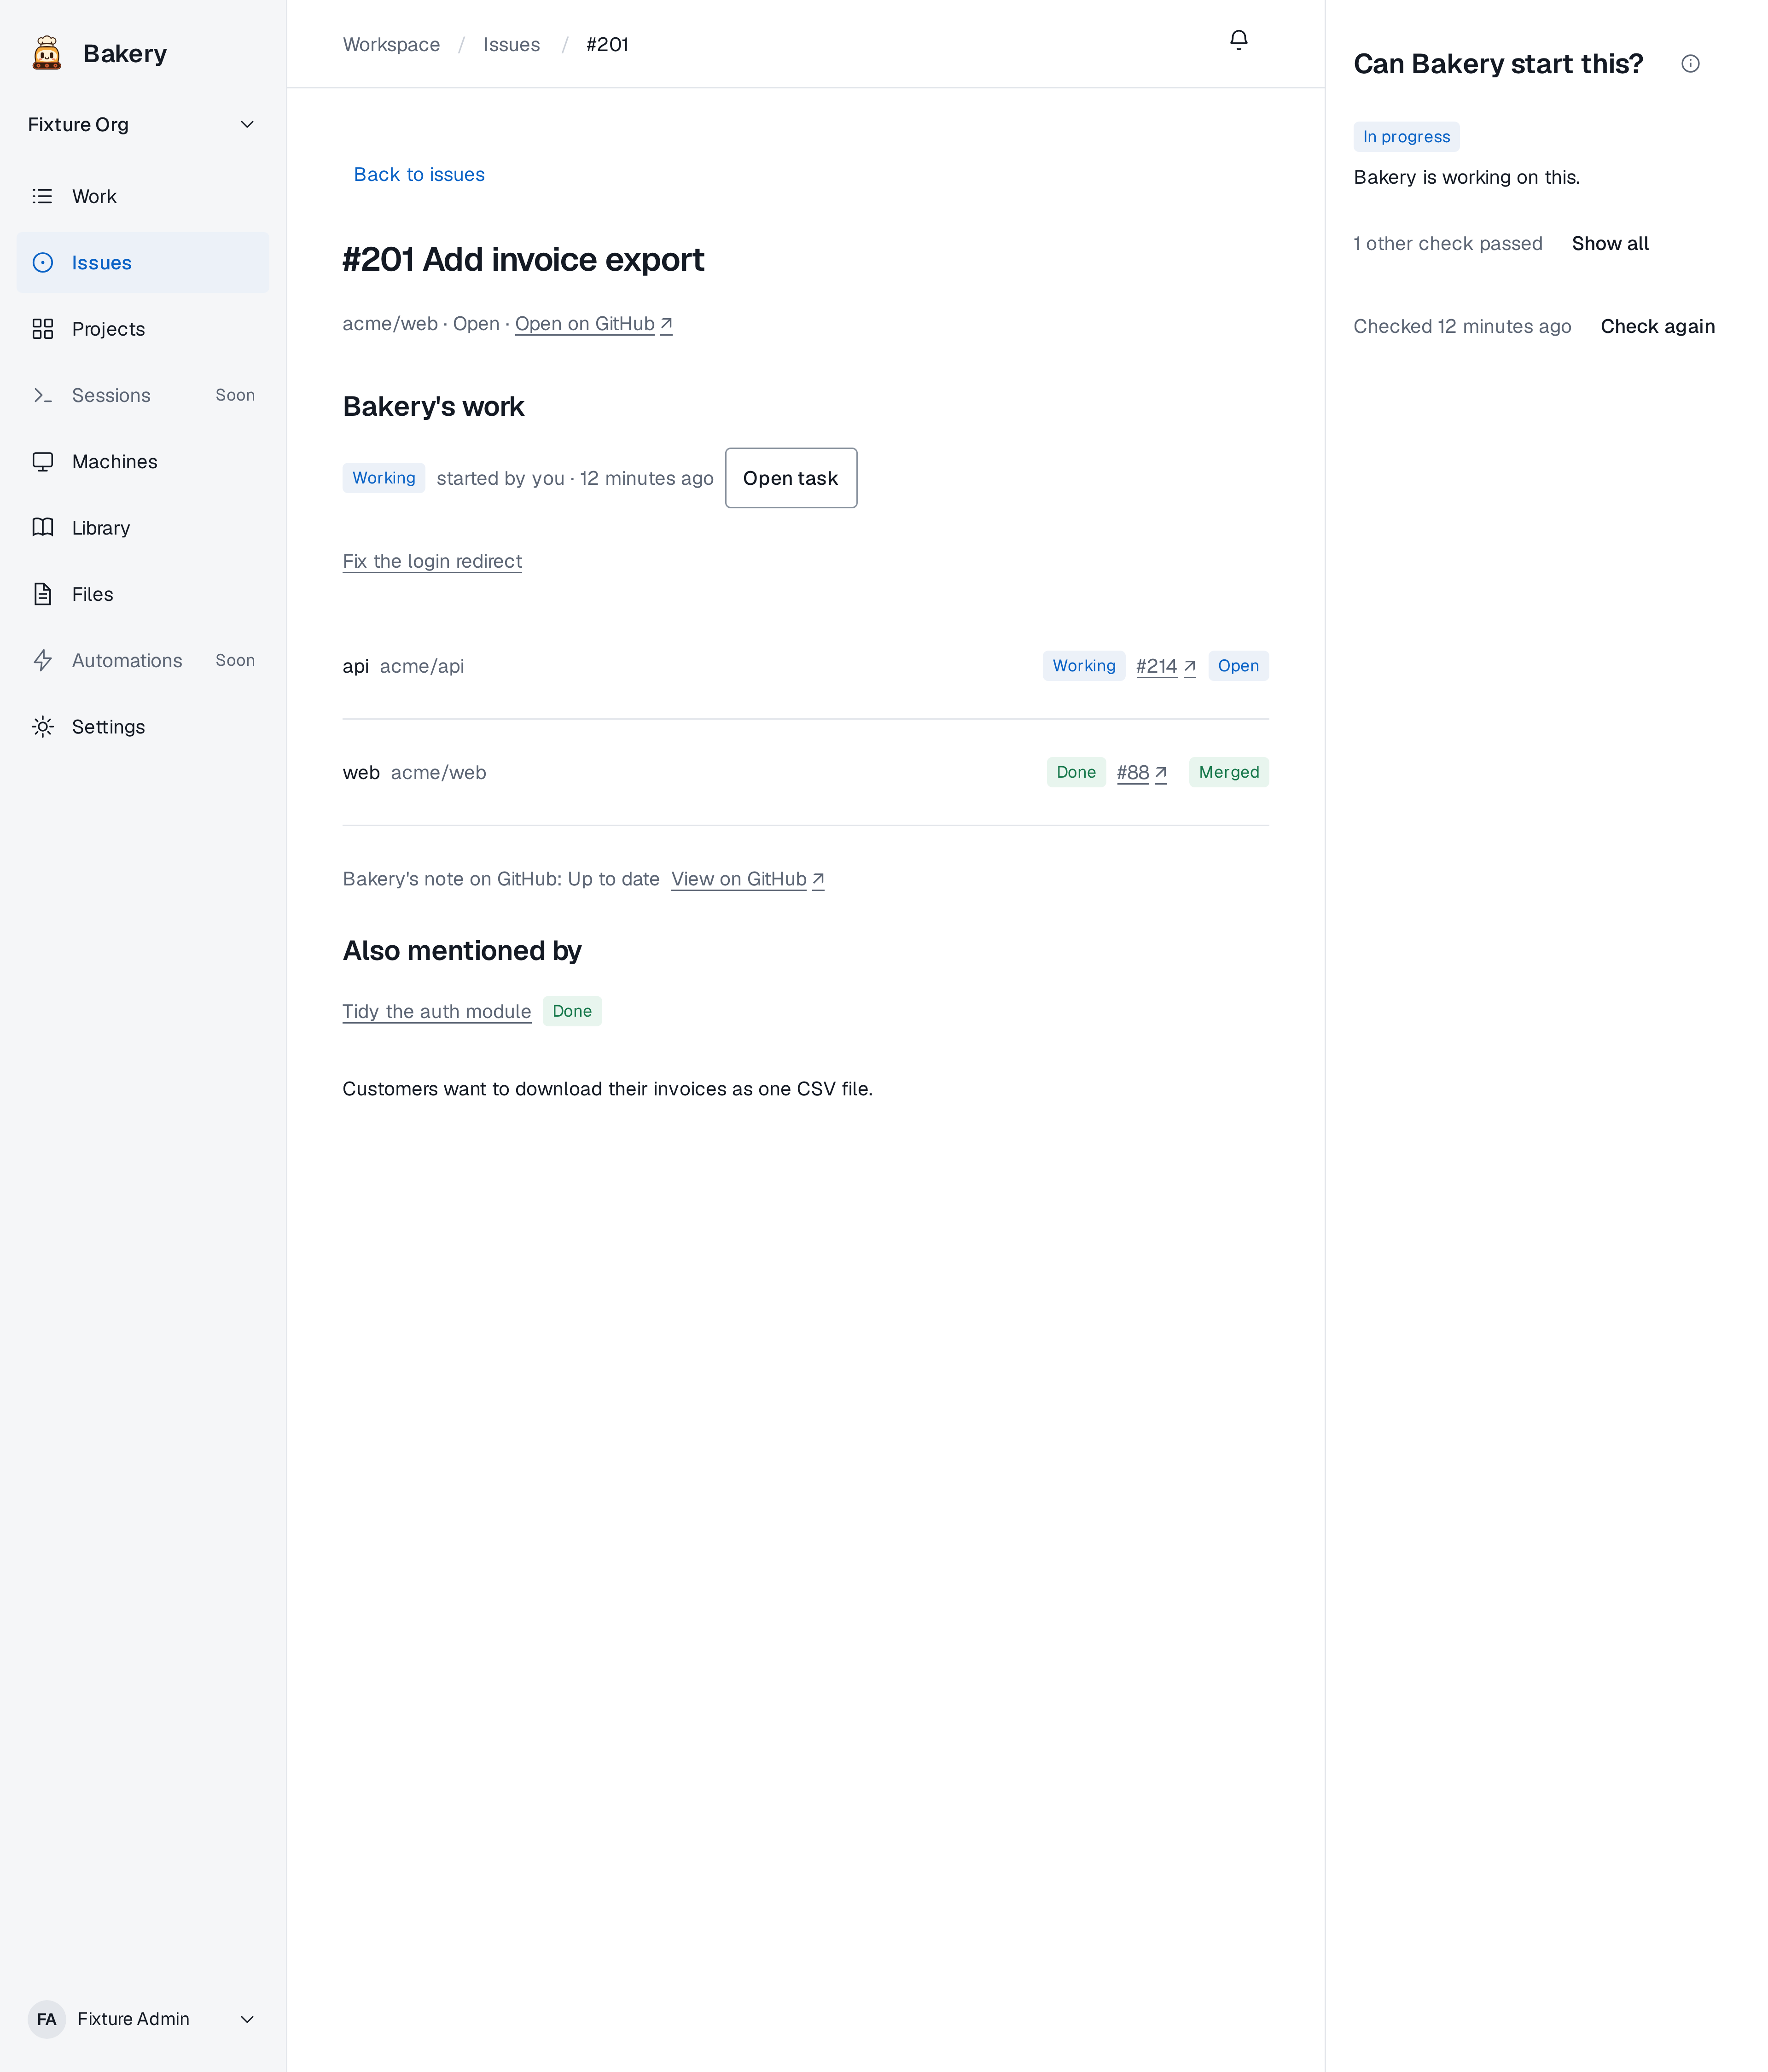 Bakery
Fixture Org
Work
Issues
Projects
Sessions Soon
Machines
Library
Files
Automations Soon
Settings
FA Fixture Admin
Workspace / Issues / #201
Back to issues
#201 Add invoice export
acme/web · Open · Open on GitHub
Bakery's work
Working started by you · 12 minutes ago Open task
Fix the login redirect
api acme/api Working #214 Open
web acme/web Done #88 Merged
Bakery's note on GitHub: Up to date View on GitHub
Also mentioned by
Tidy the auth module Done
Customers want to download their invoices as one CSV file.
Can Bakery start this?
In progress
Bakery is working on this.
1 other check passed Show all
Checked 12 minutes ago Check again